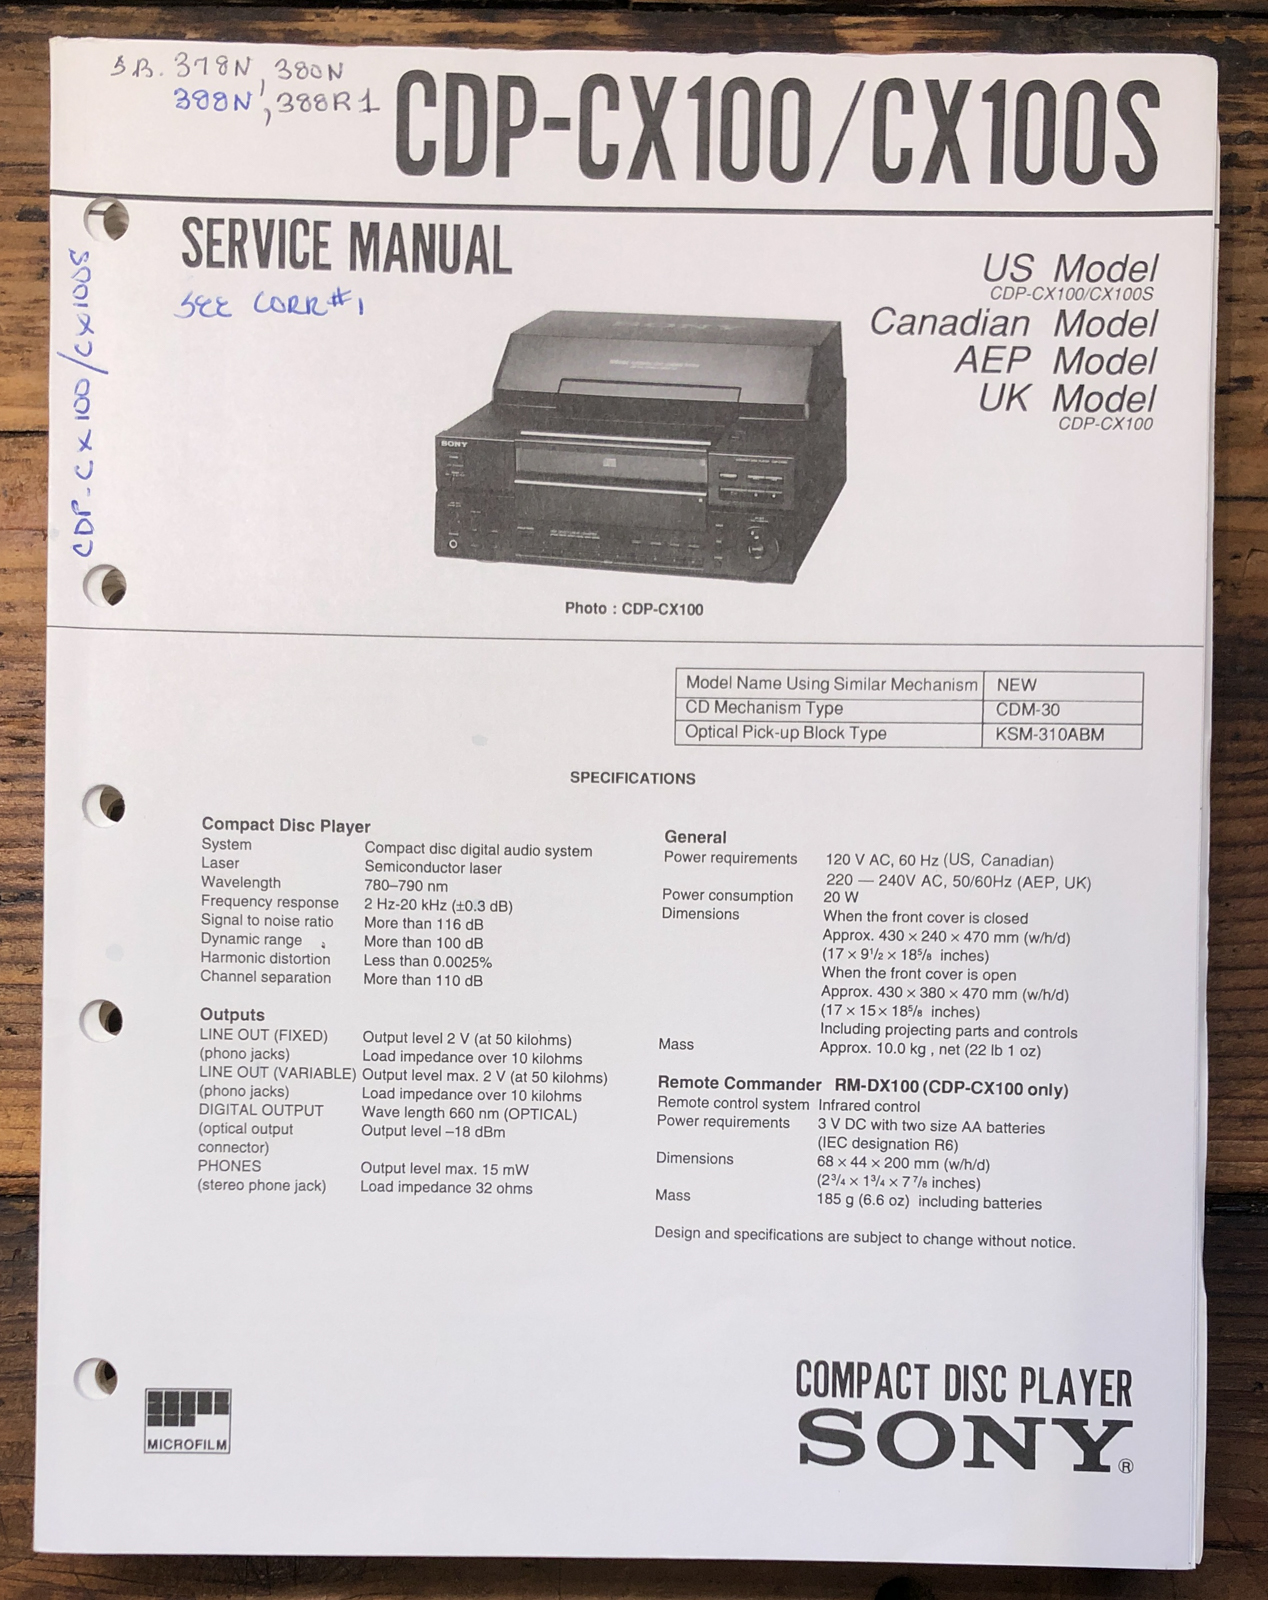 S.B. 378N, 380N
388N, 388R1
CDP-CX100/CX100S
CDP-CX100/CX100S
SERVICE MANUAL
SEE CORR#1
US Model
CDP-CX100/CX100S
Canadian Model
AEP Model
UK Model
CDP-CX100
SONY
SONY
Photo : CDP-CX100
Model Name Using Similar Mechanism NEW
CD Mechanism Type CDM-30
Optical Pick-up Block Type KSM-310ABM
SPECIFICATIONS
Compact Disc Player
System Compact disc digital audio system
Laser Semiconductor laser
Wavelength 780–790 nm
Frequency response 2 Hz-20 kHz (±0.3 dB)
Signal to noise ratio More than 116 dB
Dynamic range More than 100 dB
Harmonic distortion Less than 0.0025%
Channel separation More than 110 dB
Outputs
LINE OUT (FIXED) Output level 2 V (at 50 kilohms)
(phono jacks) Load impedance over 10 kilohms
LINE OUT (VARIABLE) Output level max. 2 V (at 50 kilohms)
(phono jacks) Load impedance over 10 kilohms
DIGITAL OUTPUT Wave length 660 nm (OPTICAL)
(optical output Output level –18 dBm
connector)
PHONES Output level max. 15 mW
(stereo phone jack) Load impedance 32 ohms
General
Power requirements 120 V AC, 60 Hz (US, Canadian)
220 — 240V AC, 50/60Hz (AEP, UK)
Power consumption 20 W
Dimensions When the front cover is closed
Approx. 430 × 240 × 470 mm (w/h/d)
(17 × 9 1/2 × 18 5/8 inches)
When the front cover is open
Approx. 430 × 380 × 470 mm (w/h/d)
(17 × 15× 18 5/8 inches)
Including projecting parts and controls
Mass Approx. 10.0 kg , net (22 lb 1 oz)
Remote Commander RM-DX100 (CDP-CX100 only)
Remote control system Infrared control
Power requirements 3 V DC with two size AA batteries
(IEC designation R6)
Dimensions 68 × 44 × 200 mm (w/h/d)
(2 3/4 × 1 3/4 × 7 7/8 inches)
Mass 185 g (6.6 oz) including batteries
Design and specifications are subject to change without notice.
MICROFILM
COMPACT DISC PLAYER
SONY®